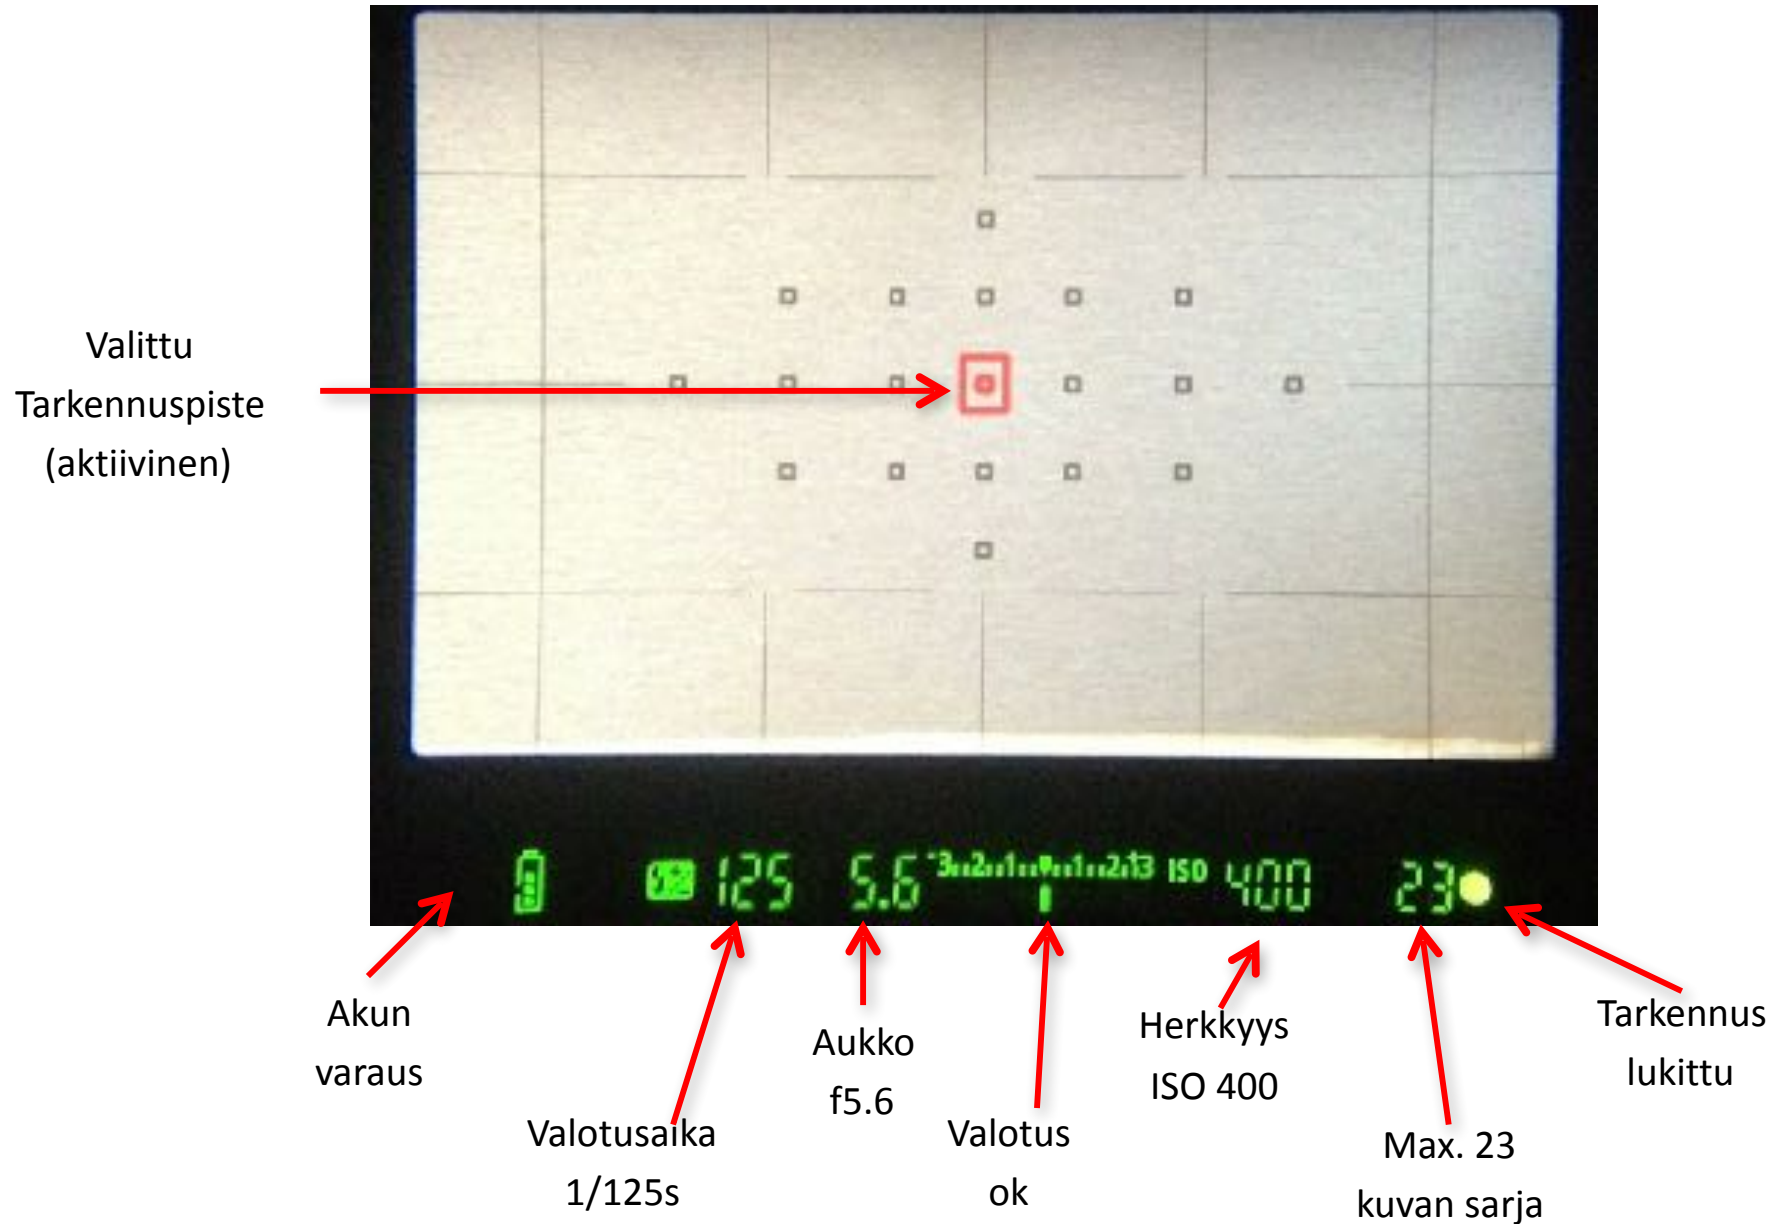 Valittu
Tarkennuspiste
(aktiivinen)
125 5.6 -3..2..1..0..1..2..+3 ISO 400 23
Akun
varaus
Valotusaika
1/125s
Aukko
f5.6
Valotus
ok
Herkkyys
ISO 400
Max. 23
kuvan sarja
Tarkennus
lukittu